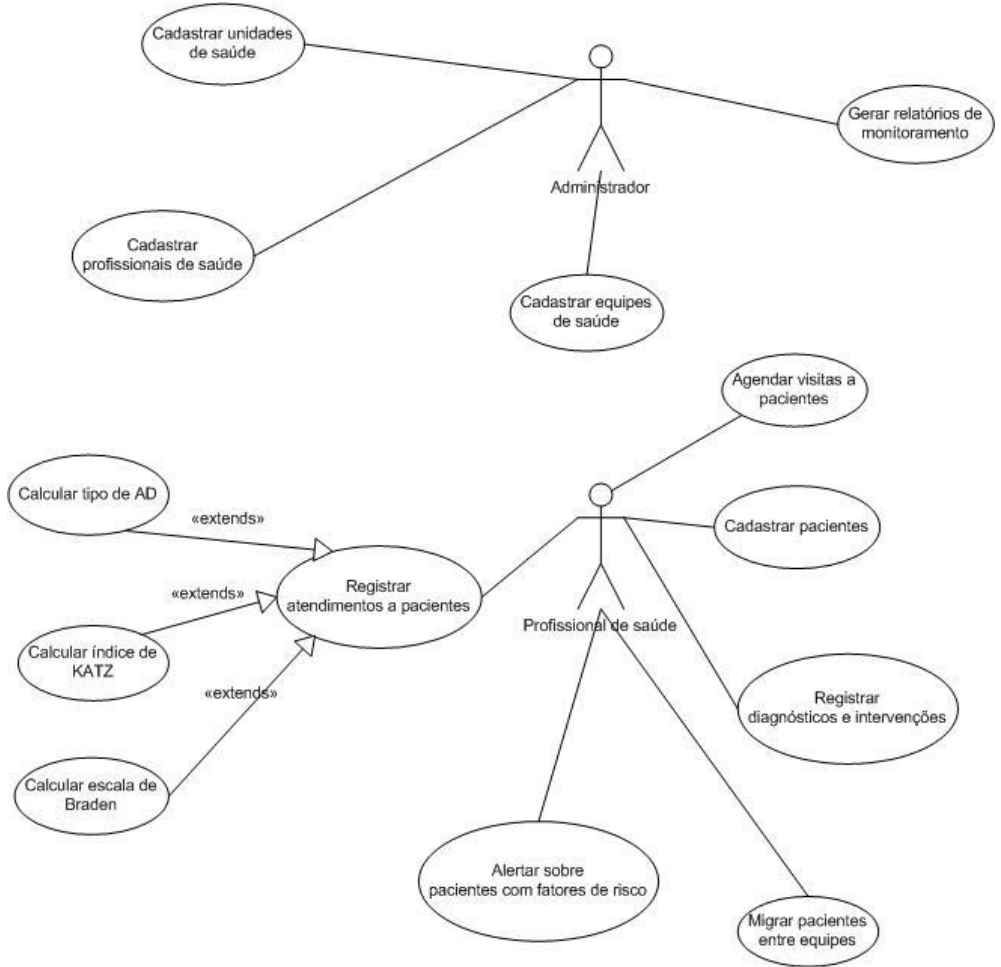 Cadastrar unidades
de saúde
Gerar relatórios de
monitoramento
Administrador
Cadastrar
profissionais de saúde
Cadastrar equipes
de saúde
Agendar visitas a
pacientes
Calcular tipo de AD
«extends»
Cadastrar pacientes
Registrar
atendimentos a pacientes
«extends»
Profissional de saúde
Calcular índice de
KATZ
«extends»
Registrar
diagnósticos e intervenções
Calcular escala de
Braden
Alertar sobre
pacientes com fatores de risco
Migrar pacientes
entre equipes